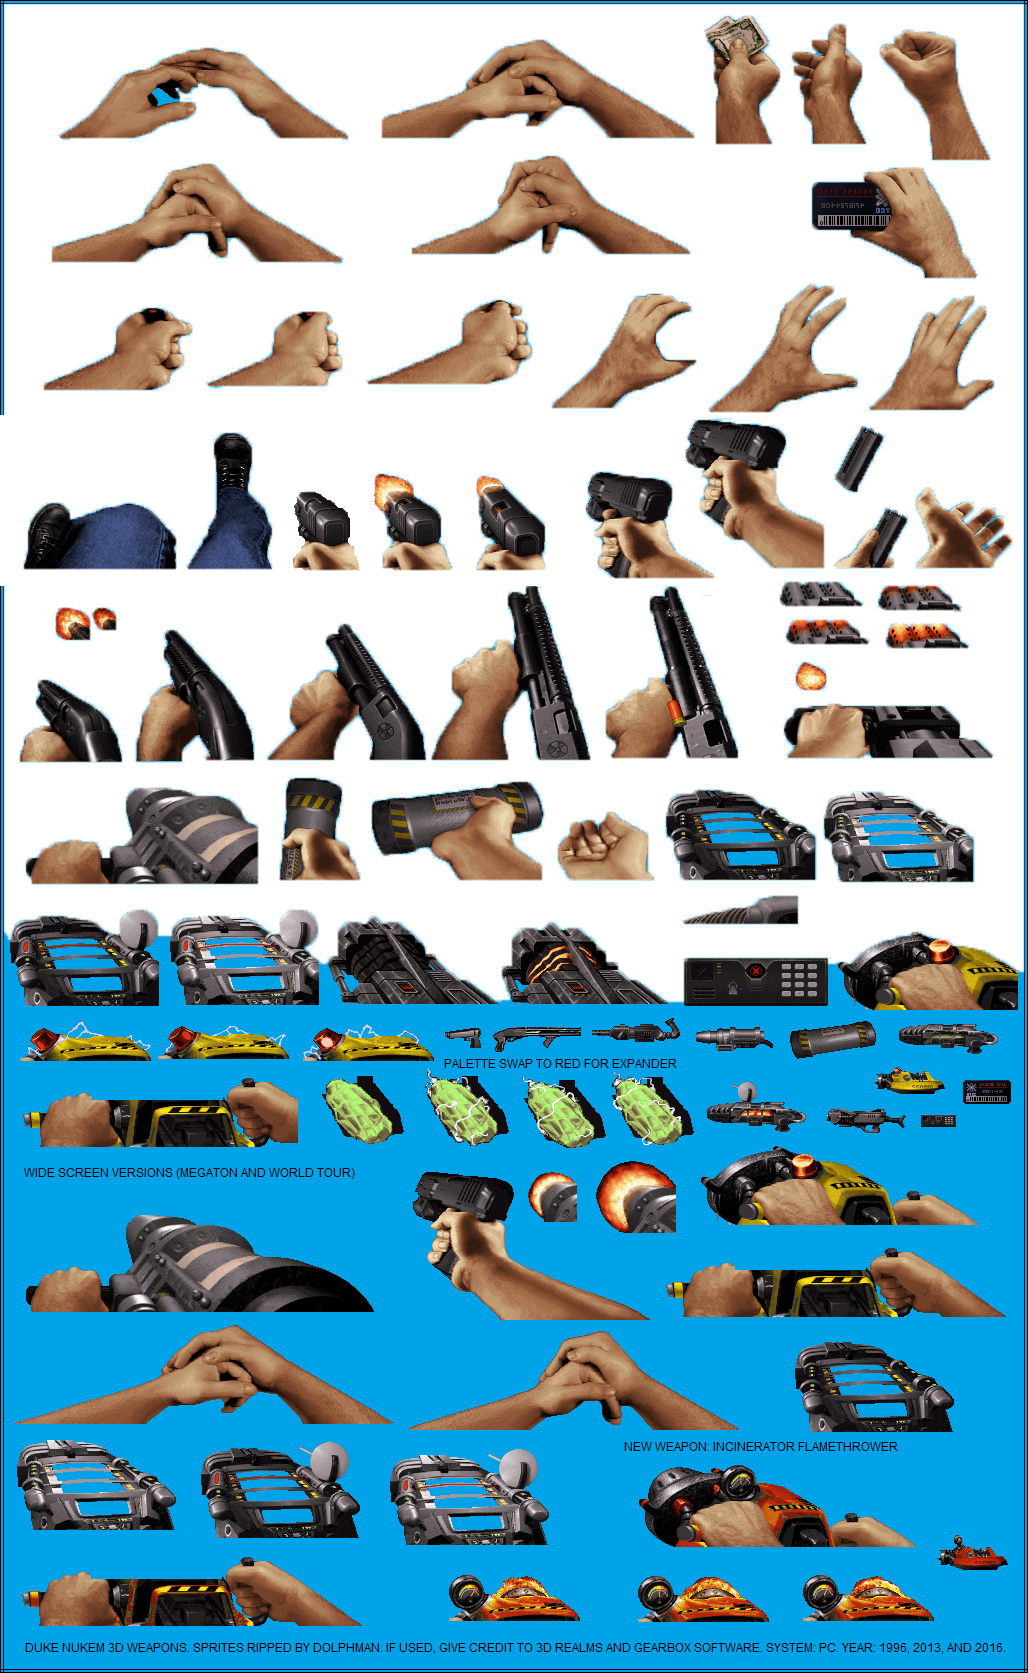 PALETTE SWAP TO RED FOR EXPANDER
WIDE SCREEN VERSIONS (MEGATON AND WORLD TOUR)
NEW WEAPON: INCINERATOR FLAMETHROWER
DUKE NUKEM 3D WEAPONS. SPRITES RIPPED BY DOLPHMAN. IF USED, GIVE CREDIT TO 3D REALMS AND GEARBOX SOFTWARE. SYSTEM: PC. YEAR: 1996, 2013, AND 2016.